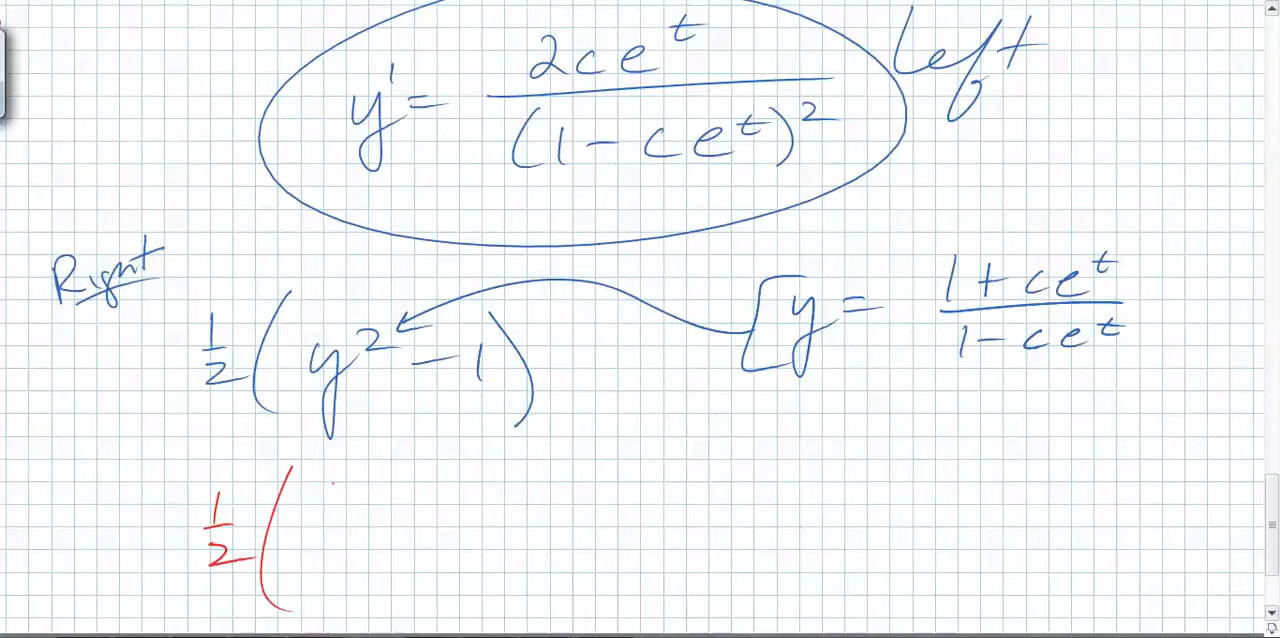 y' = 2ce^t / (1 - ce^t)^2 Left
Right
1/2 (y^2 - 1) [y = 1 + ce^t / 1 - ce^t
1/2 (